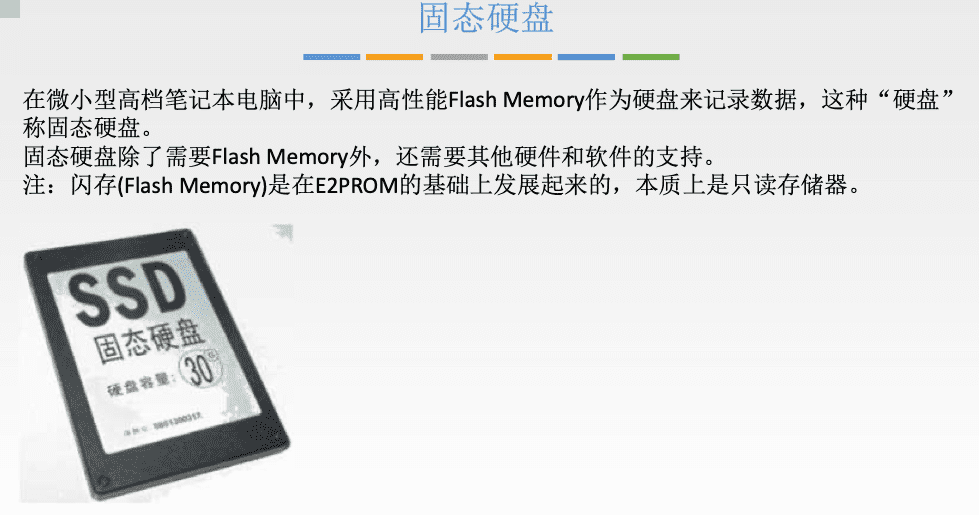 固态硬盘
在微小型高档笔记本电脑中，采用高性能Flash Memory作为硬盘来记录数据，这种“硬盘”
称固态硬盘。
固态硬盘除了需要Flash Memory外，还需要其他硬件和软件的支持。
注：闪存(Flash Memory)是在E2PROM的基础上发展起来的，本质上是只读存储器。
SSD
固态硬盘
硬盘容量：30G